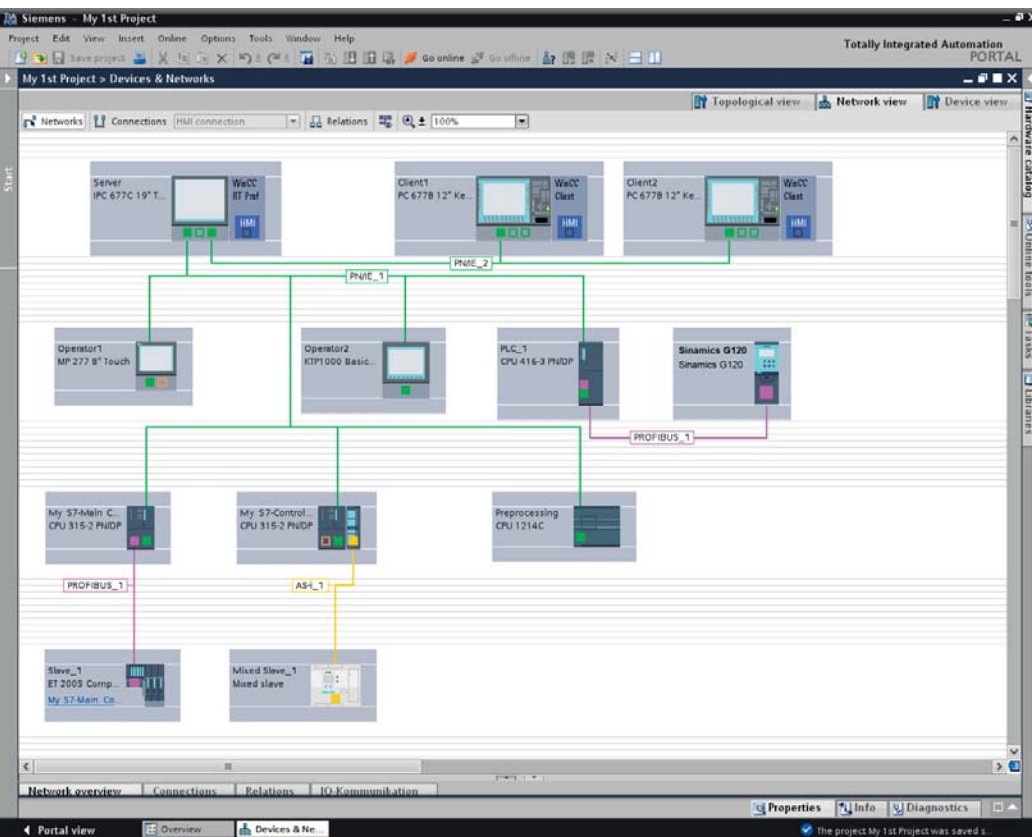 Siemens - My 1st Project
Project Edit View Insert Online Options Tools Window Help
Totally Integrated Automation
PORTAL
Save project Go online Go offline
My 1st Project > Devices & Networks
Topological view Network view Device view
Networks Connections HMI connection Relations 100%
Start
Hardware catalog
Online tools
Tasks
Libraries
Server
IPC 677C 19" T...
WinCC
HMI
Client1
PC 677B 12" Ke...
WinCC
HMI
Client2
PC 677B 12" Ke...
WinCC
HMI
PN/IE_2
PN/IE_1
Operator1
MP 277 8" Touch
Operator2
KTP1000 Basic...
PLC_1
CPU 416-3 PN/DP
Sinamics G120
Sinamics G120
PROFIBUS_1
My S7-Main C...
CPU 315-2 PN/DP
My S7-Control...
CPU 315-2 PN/DP
Preprocessing
CPU 1214C
PROFIBUS_1
AS-i_1
Slave_1
ET 200S Comp...
My S7-Main. Co...
Mixed Slave_1
Mixed slave
Network overview Connections Relations IO-Kommunikation
Properties Info Diagnostics
Portal view Overview Devices & Ne...
The project My 1st Project was saved s...